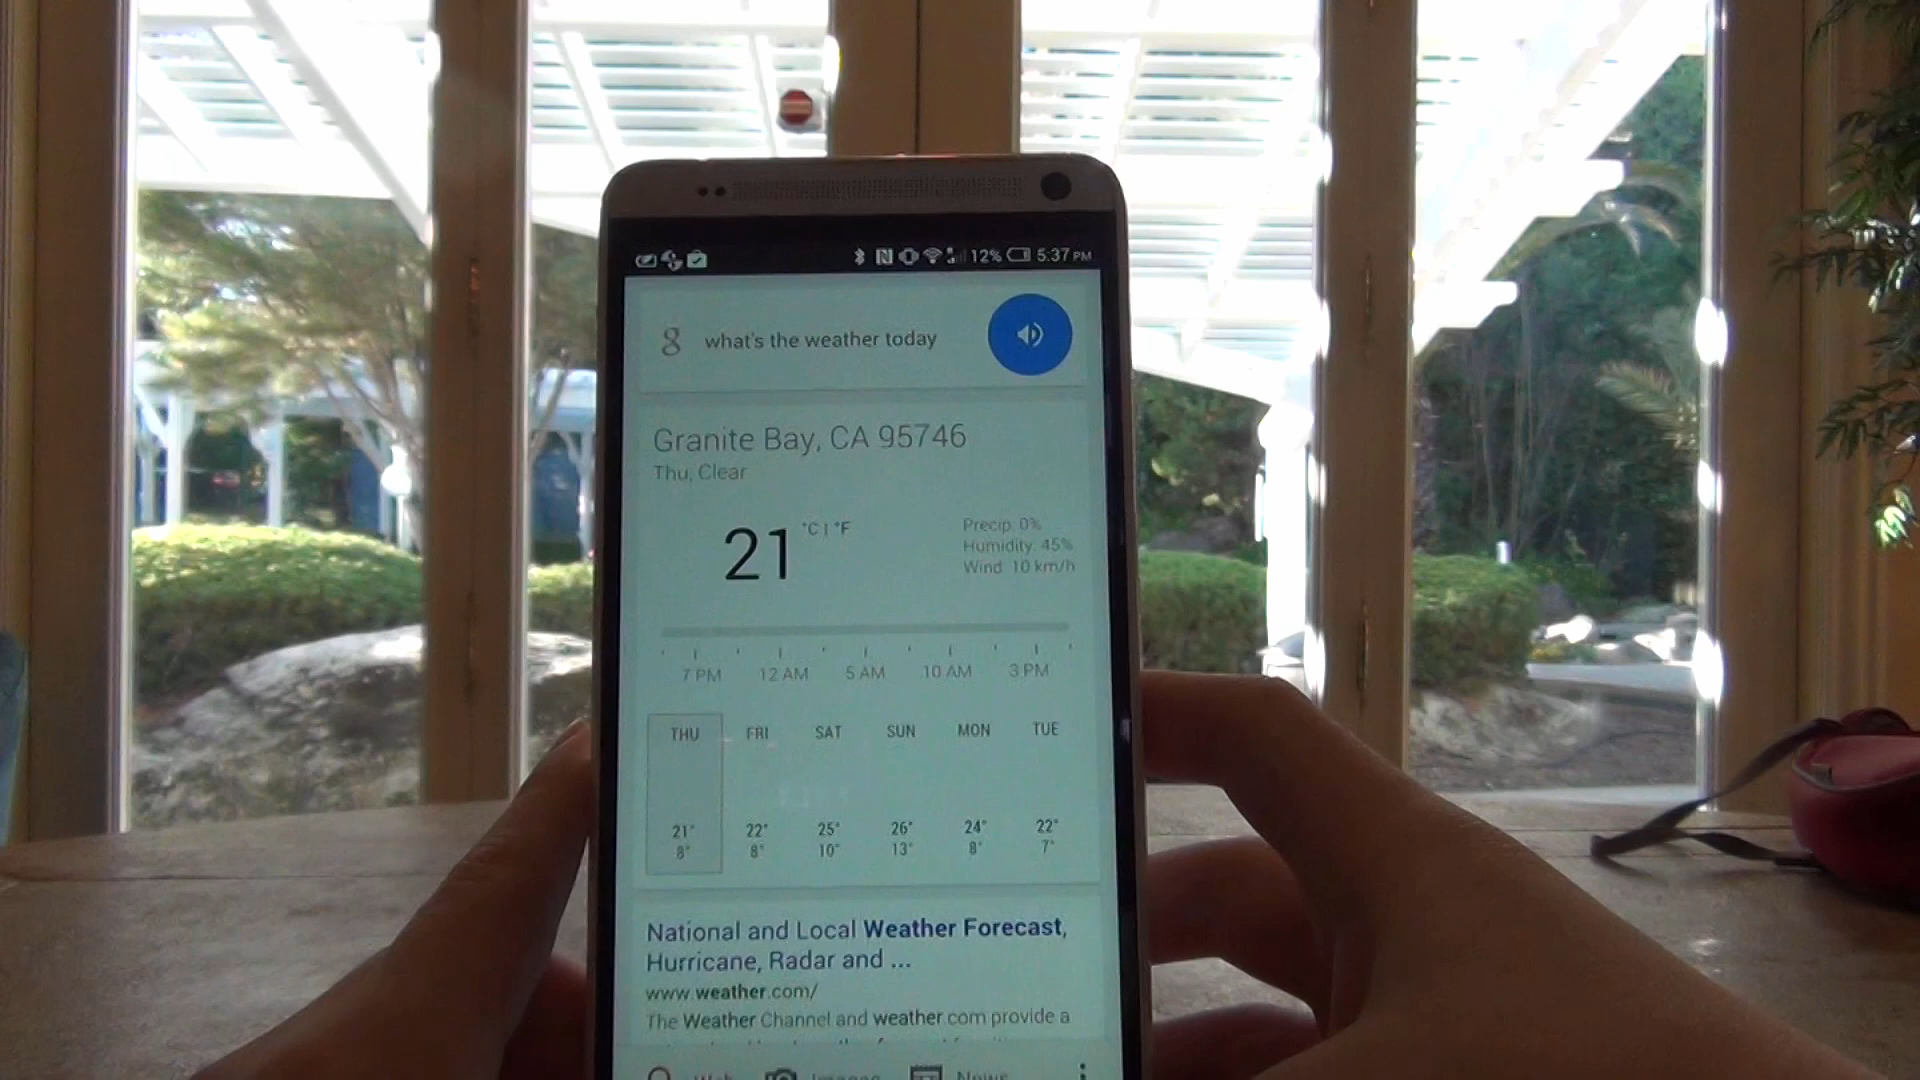 12% 5:37 PM
g what's the weather today
Granite Bay, CA 95746
Thu, Clear
21 °C | °F
Precip: 0%
Humidity: 45%
Wind: 10 km/h
7 PM 12 AM 5 AM 10 AM 3 PM
THU FRI SAT SUN MON TUE
21° 22° 25° 26° 24° 22°
8° 8° 10° 13° 8° 7°
National and Local Weather Forecast,
Hurricane, Radar and ...
www.weather.com/
The Weather Channel and weather.com provide a
Web Images News